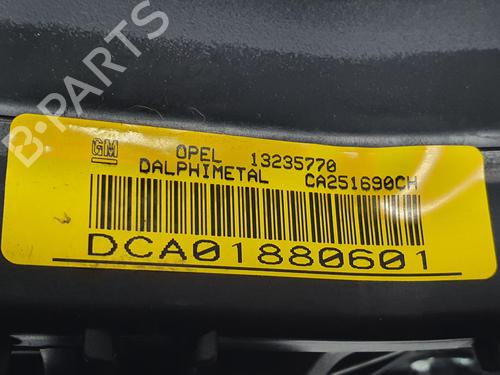 B-PARTS
GM OPEL 13235770
DALPHIMETAL CA251690CH
DCA01880601